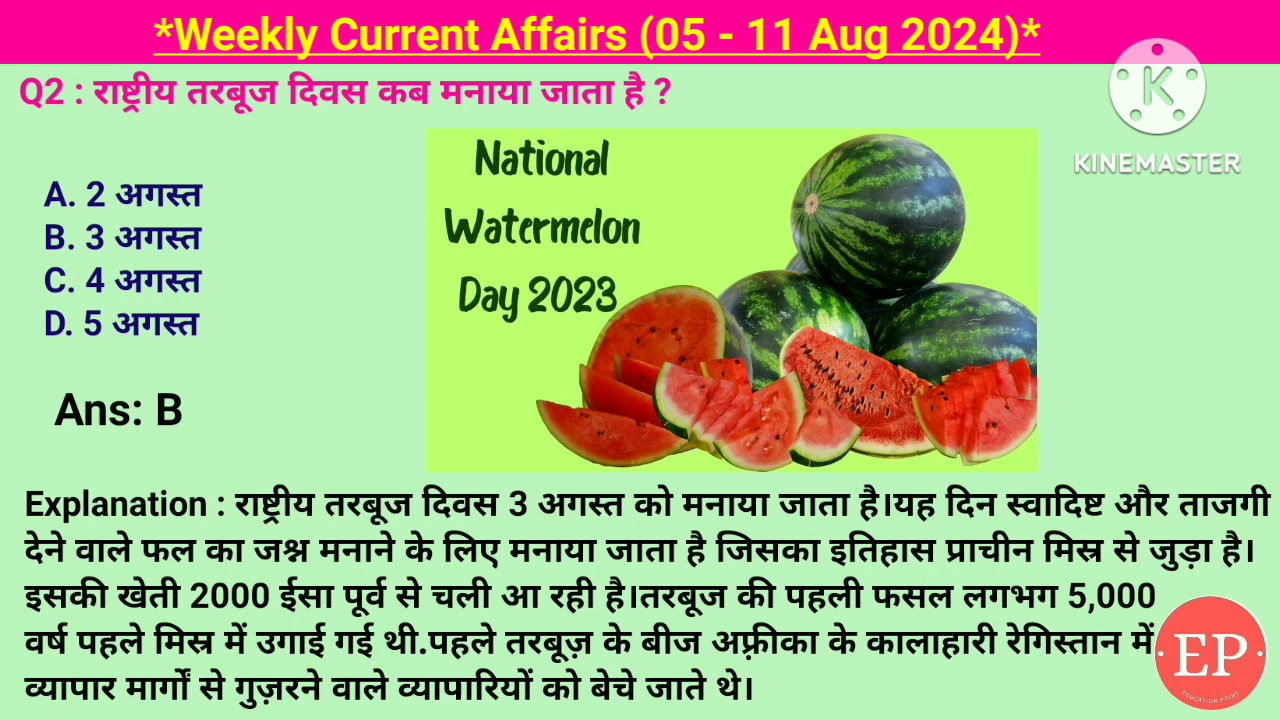 *Weekly Current Affairs (05 - 11 Aug 2024)*
Q2 : राष्ट्रीय तरबूज दिवस कब मनाया जाता है ?
K
KINEMASTER
A. 2 अगस्त
B. 3 अगस्त
C. 4 अगस्त
D. 5 अगस्त
Ans: B
National
Watermelon
Day 2023
Explanation : राष्ट्रीय तरबूज दिवस 3 अगस्त को मनाया जाता है।यह दिन स्वादिष्ट और ताजगी
देने वाले फल का जश्न मनाने के लिए मनाया जाता है जिसका इतिहास प्राचीन मिस्र से जुड़ा है।
इसकी खेती 2000 ईसा पूर्व से चली आ रही है।तरबूज की पहली फसल लगभग 5,000
वर्ष पहले मिस्र में उगाई गई थी.पहले तरबूज़ के बीज अफ़्रीका के कालाहारी रेगिस्तान में
व्यापार मार्गों से गुज़रने वाले व्यापारियों को बेचे जाते थे।
EP
EDUCATION POINT